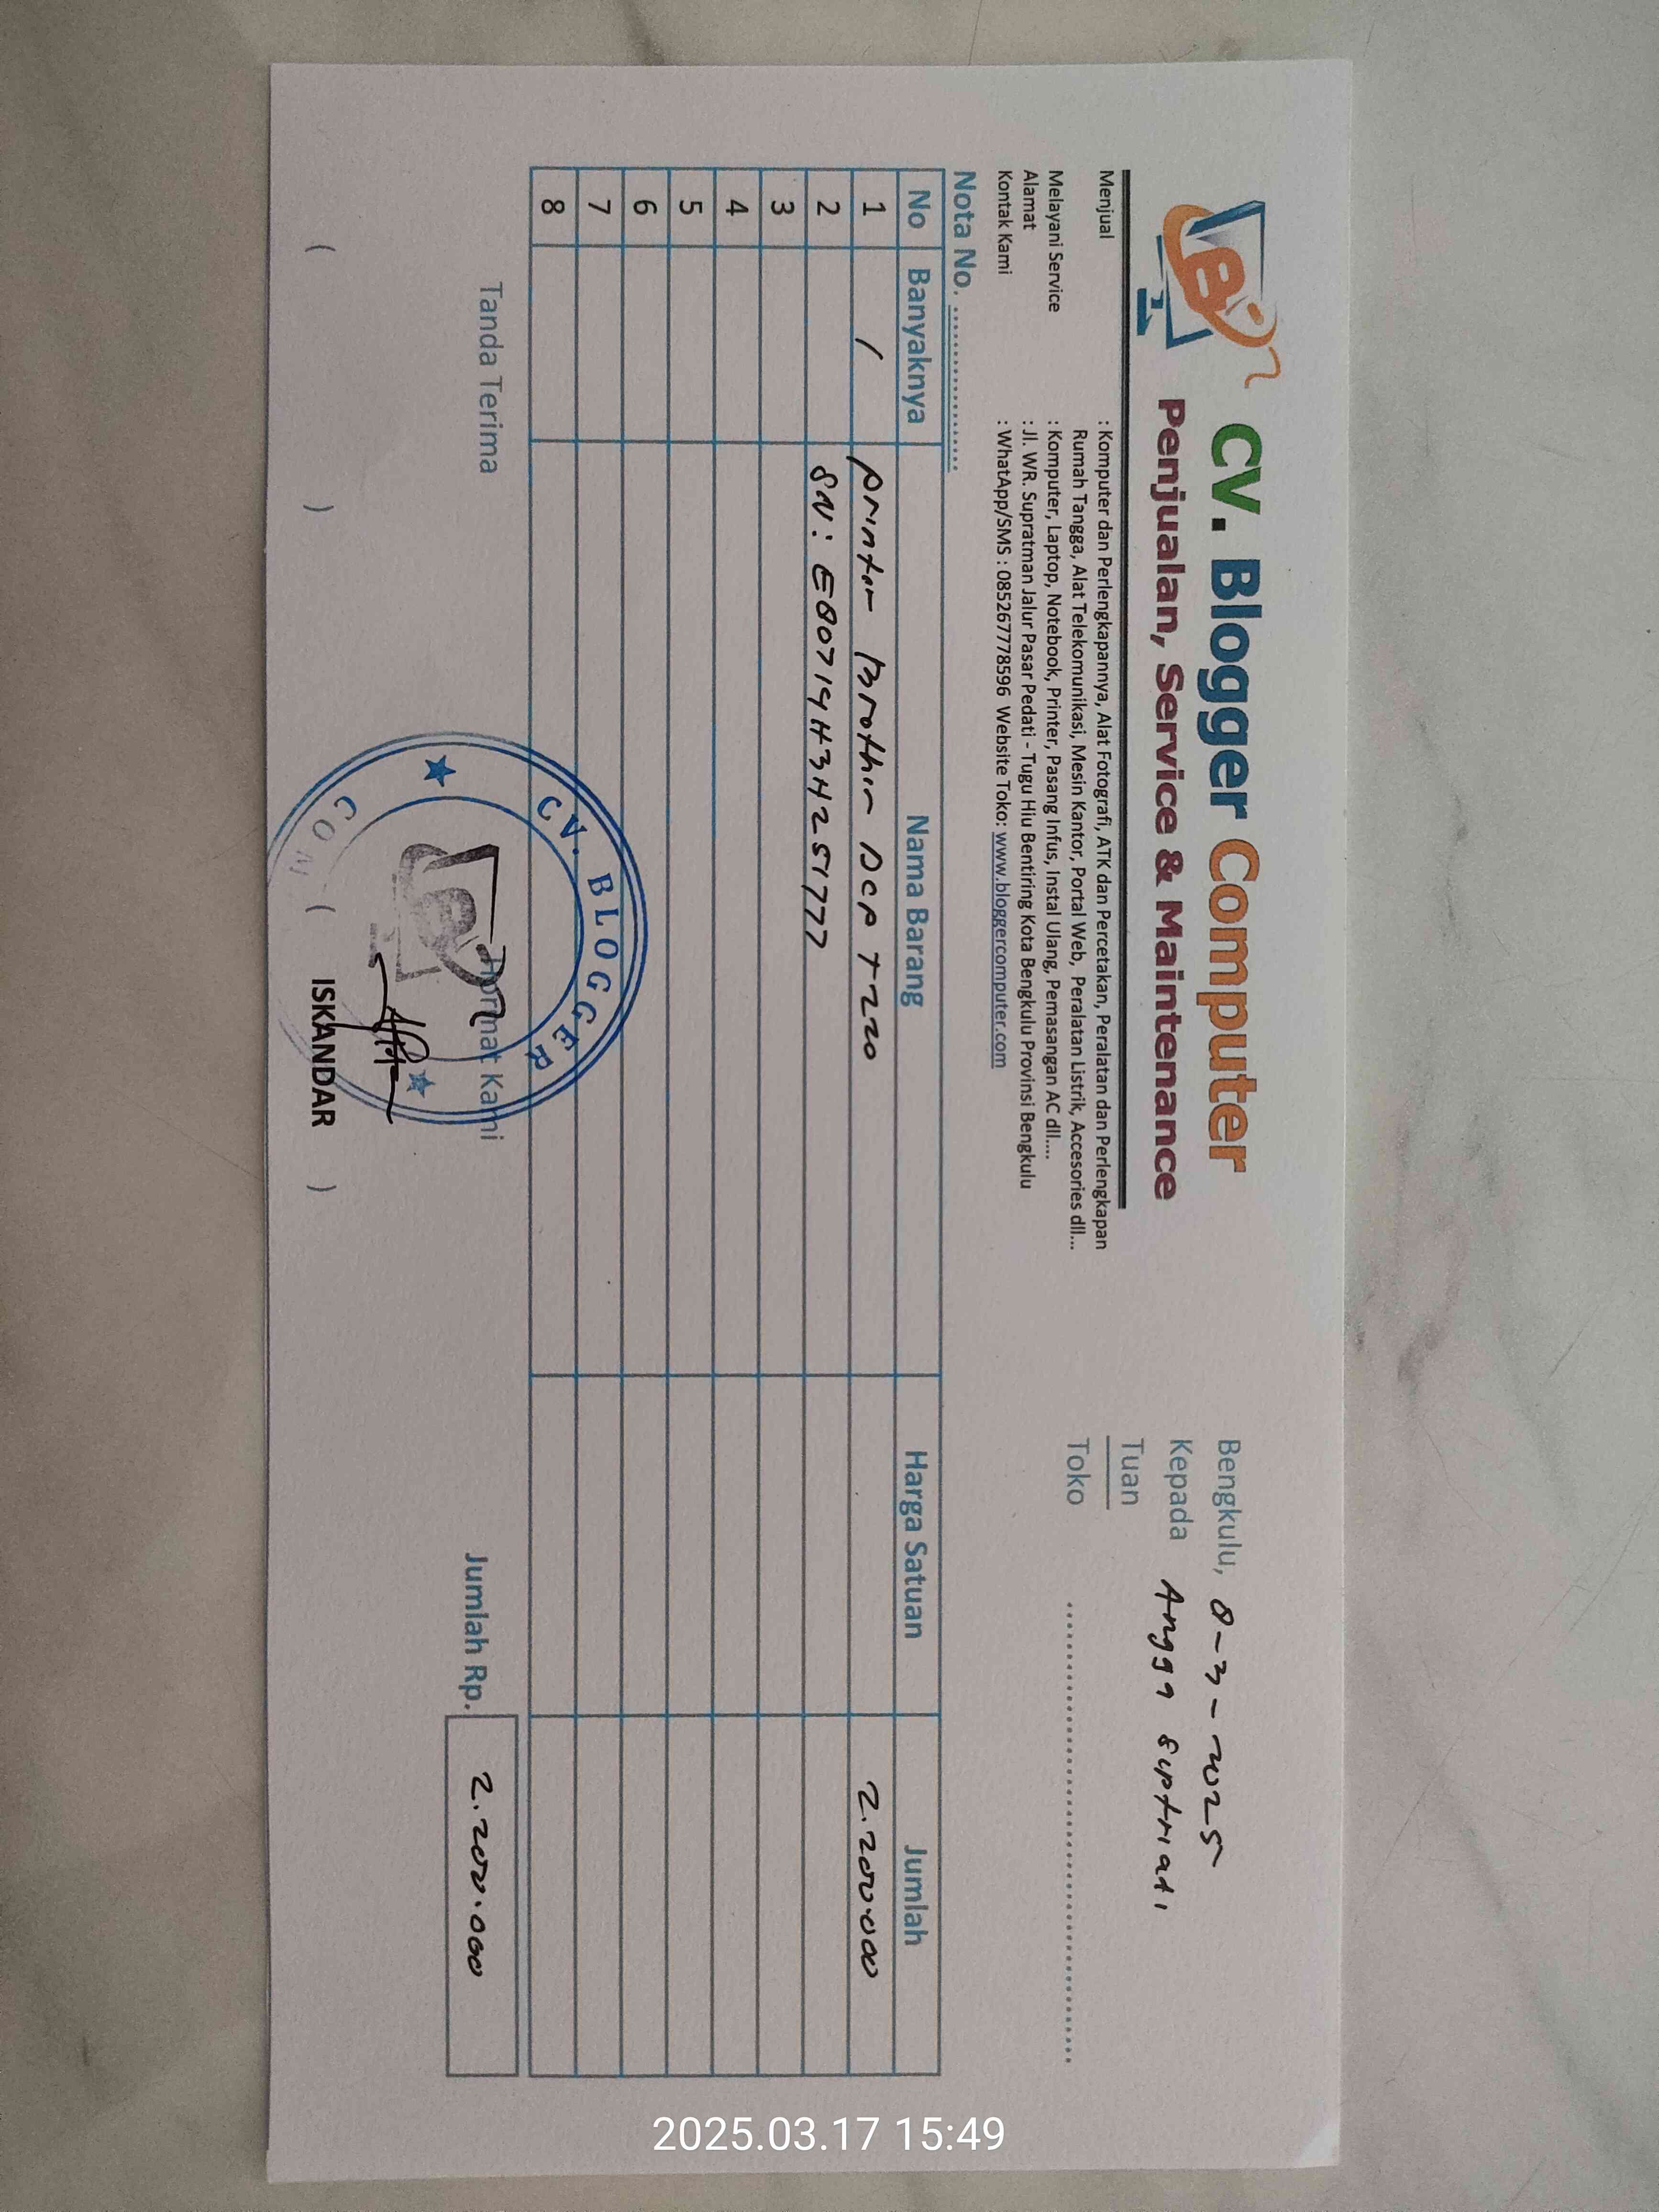 CV. Blogger Computer
Penjualan, Service & Maintenance
Menjual : Komputer dan Perlengkapannya, Alat Fotografi, ATK dan Percetakan, Peralatan dan Perlengkapan
Rumah Tangga, Alat Telekomunikasi, Mesin Kantor, Portal Web, Peralatan Listrik, Accesories dll...
Melayani Service : Komputer, Laptop, Notebook, Printer, Pasang Infus, Instal Ulang, Pemasangan AC dll....
Alamat : Jl. WR. Supratman Jalur Pasar Pedati - Tugu Hiu Bentiring Kota Bengkulu Provinsi Bengkulu
Kontak Kami : WhatApp/SMS : 085267778596 Website Toko: www.bloggercomputer.com
Bengkulu, 8-3-2025
Kepada Angga Septriadi
Tuan
Toko ................................................
Nota No. ....................
No Banyaknya Nama Barang Harga Satuan Jumlah
1 1 printer Brother DCP T220 2.200.000
2 SN: E80719H3H251777
3
4
5
6
7
8
Tanda Terima Hormat Kami Jumlah Rp. 2.200.000
CV. BLOGGER
COM
( ) ( ISKANDAR )
2025.03.17 15:49